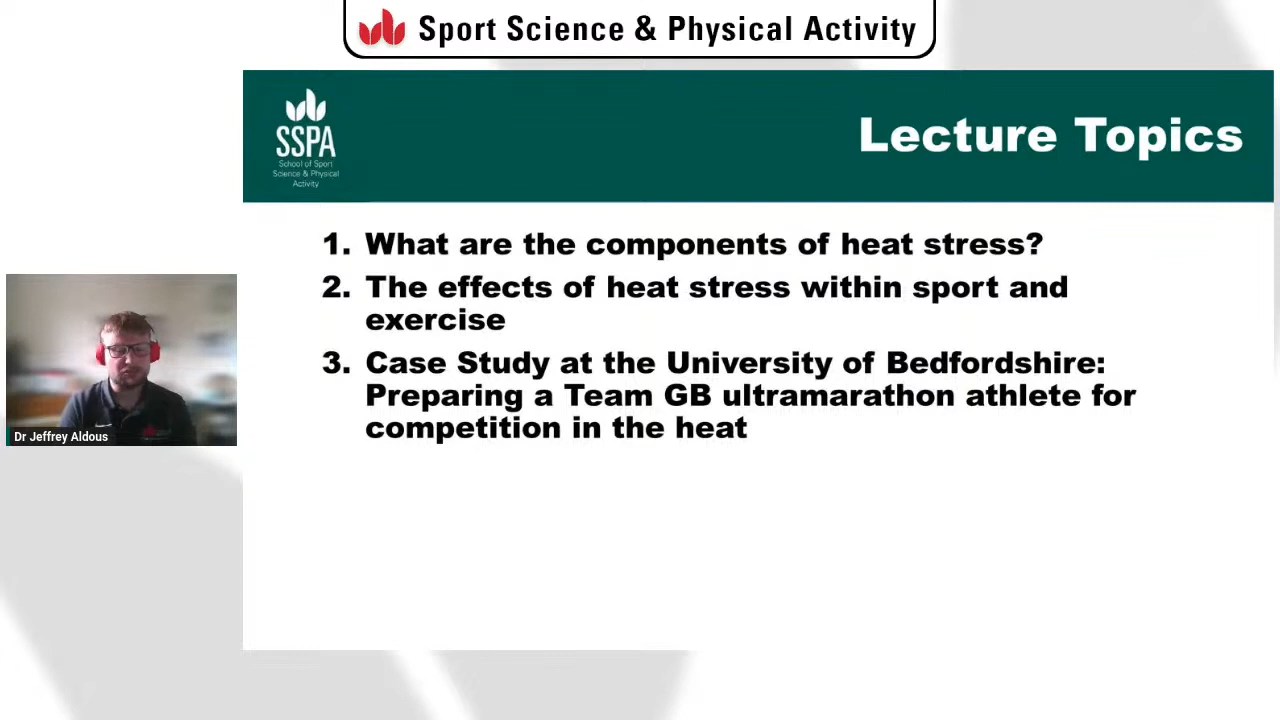 Sport Science & Physical Activity
SSPA
School of Sport
Science & Physical
Activity
Lecture Topics
1. What are the components of heat stress?
2. The effects of heat stress within sport and
exercise
3. Case Study at the University of Bedfordshire:
Preparing a Team GB ultramarathon athlete for
competition in the heat
Dr Jeffrey Aldous